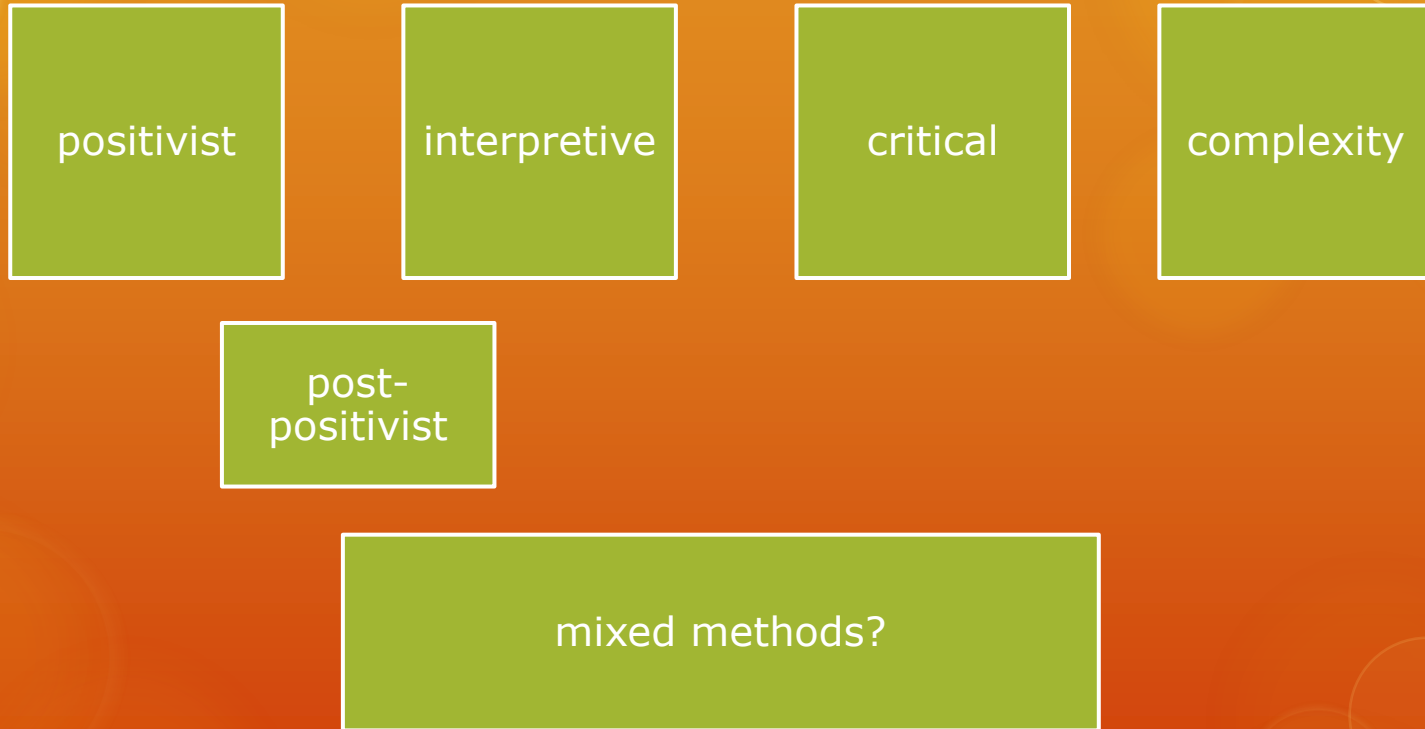 positivist
interpretive
critical
complexity
post-
positivist
mixed methods?